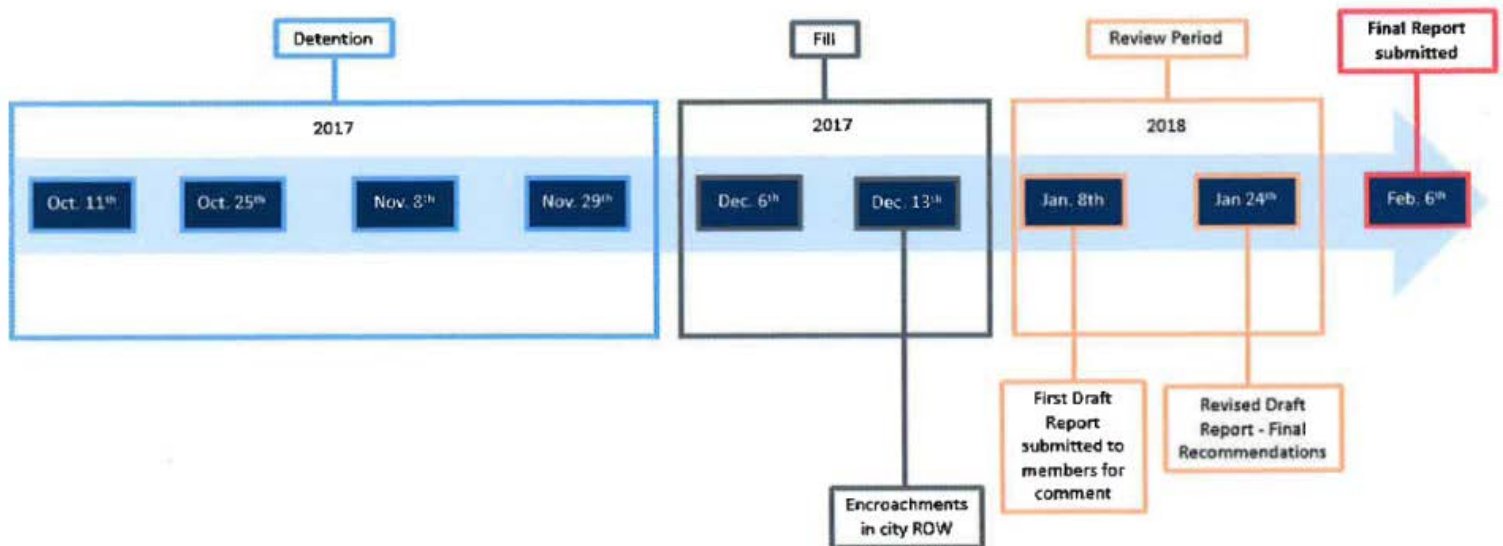 Detention
Fill
Review Period
Final Report
submitted
2017
2017
2018
Oct. 11th
Oct. 25th
Nov. 8th
Nov. 29th
Dec. 6th
Dec. 13th
Jan. 8th
Jan 24th
Feb. 6th
First Draft
Report
submitted to
members for
comment
Revised Draft
Report - Final
Recommendations
Encroachments
in city ROW